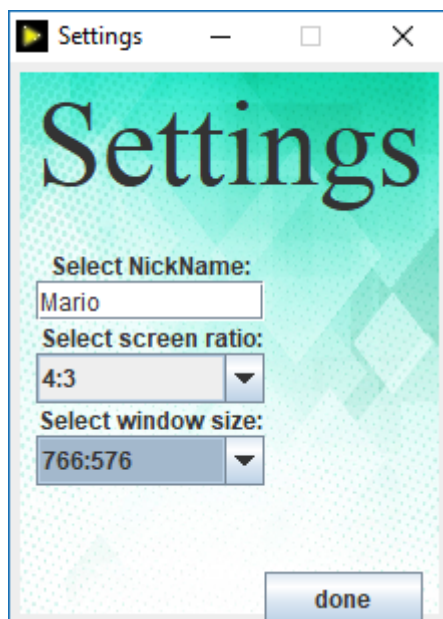 Settings
Settings
Select NickName:
Mario
Select screen ratio:
4:3
Select window size:
766:576
done